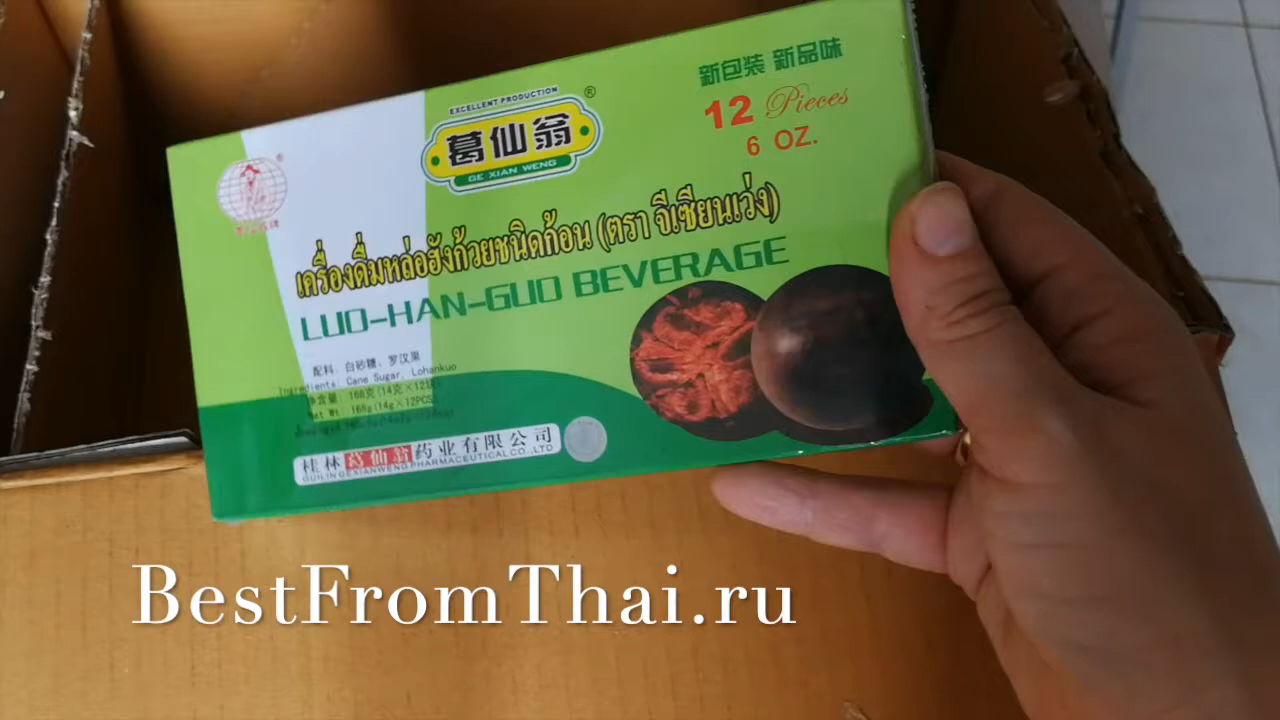 新包装 新品味
12 Pieces
6 OZ.
EXCELLENT PRODUCTION
®
葛仙翁
GE XIAN WENG
®
เครื่องดื่มหล่อฮังก้วยชนิดก้อน (ตรา จีเซียนเว่ง)
LUO-HAN-GUO BEVERAGE
配料: 白砂糖、罗汉果
Ingredients: Cane Sugar, Lohankuo
净含量: 168克(14克×12块)
Net Wt. 168g(14g×12PCS)
桂林葛仙翁药业有限公司
GUILIN GEXIANWENG PHARMACEUTICAL CO.,LTD
BestFromThai.ru